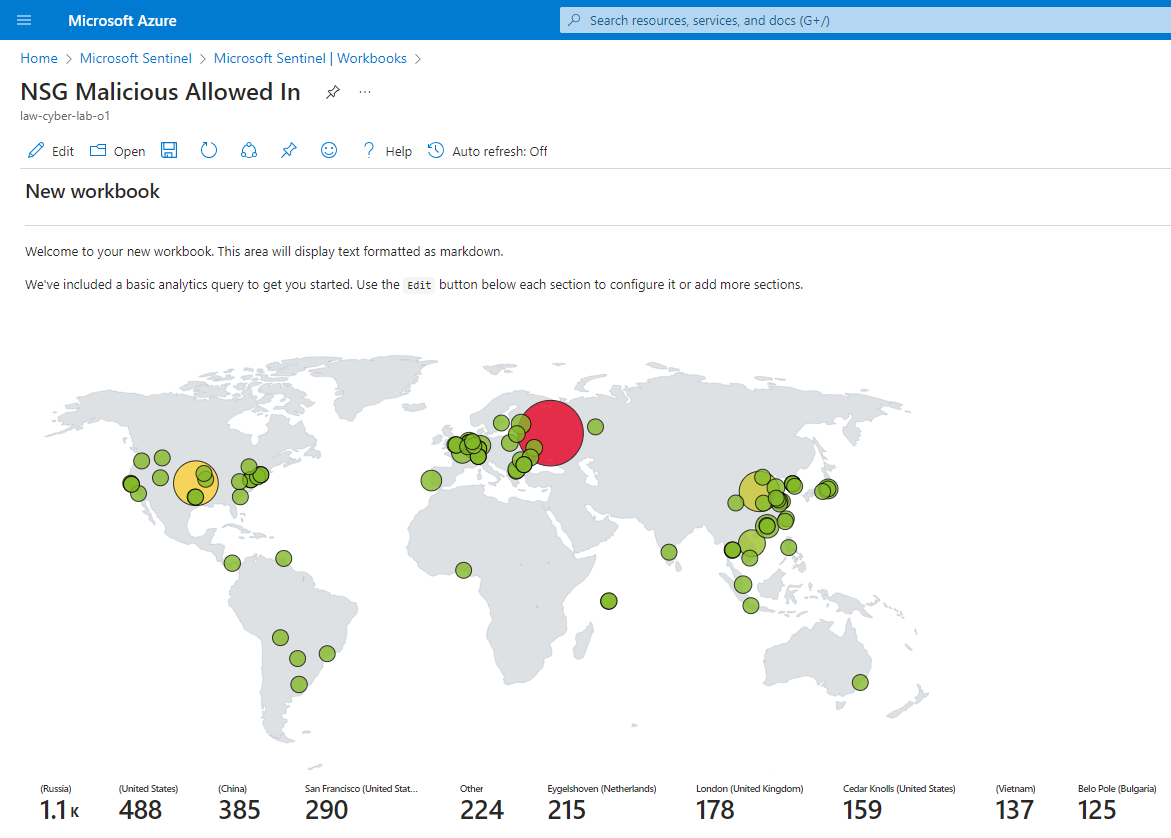 Microsoft Azure
Search resources, services, and docs (G+/)
Home > Microsoft Sentinel > Microsoft Sentinel | Workbooks >
NSG Malicious Allowed In ...
law-cyber-lab-o1
Edit Open ? Help Auto refresh: Off
New workbook
Welcome to your new workbook. This area will display text formatted as markdown.
We've included a basic analytics query to get you started. Use the Edit button below each section to configure it or add more sections.
(Russia) (United States) (China) San Francisco (United Stat... Other Eygelshoven (Netherlands) London (United Kingdom) Cedar Knolls (United States) (Vietnam) Belo Pole (Bulgaria)
1.1 K 488 385 290 224 215 178 159 137 125